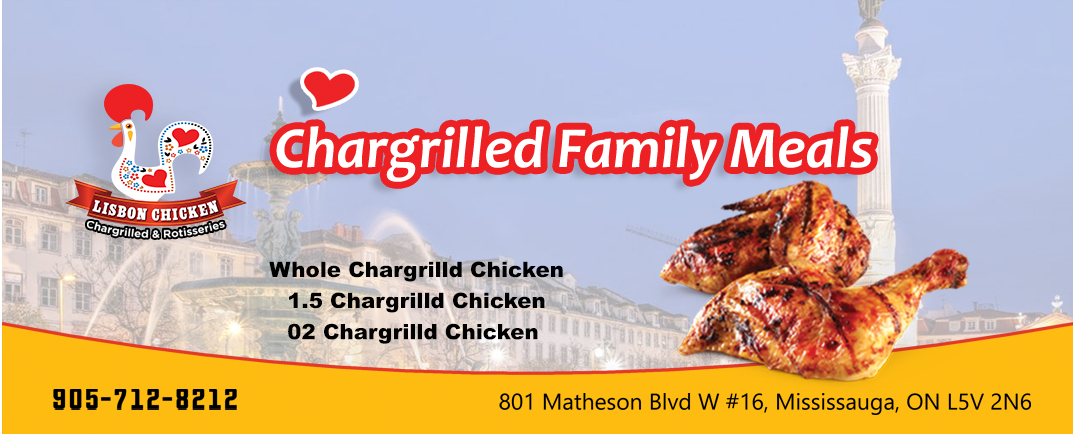 Chargrilled Family Meals
LISBON CHICKEN
Chargrilled & Rotisseries
Whole Chargrilld Chicken
1.5 Chargrilld Chicken
02 Chargrilld Chicken
905-712-8212
801 Matheson Blvd W #16, Mississauga, ON L5V 2N6